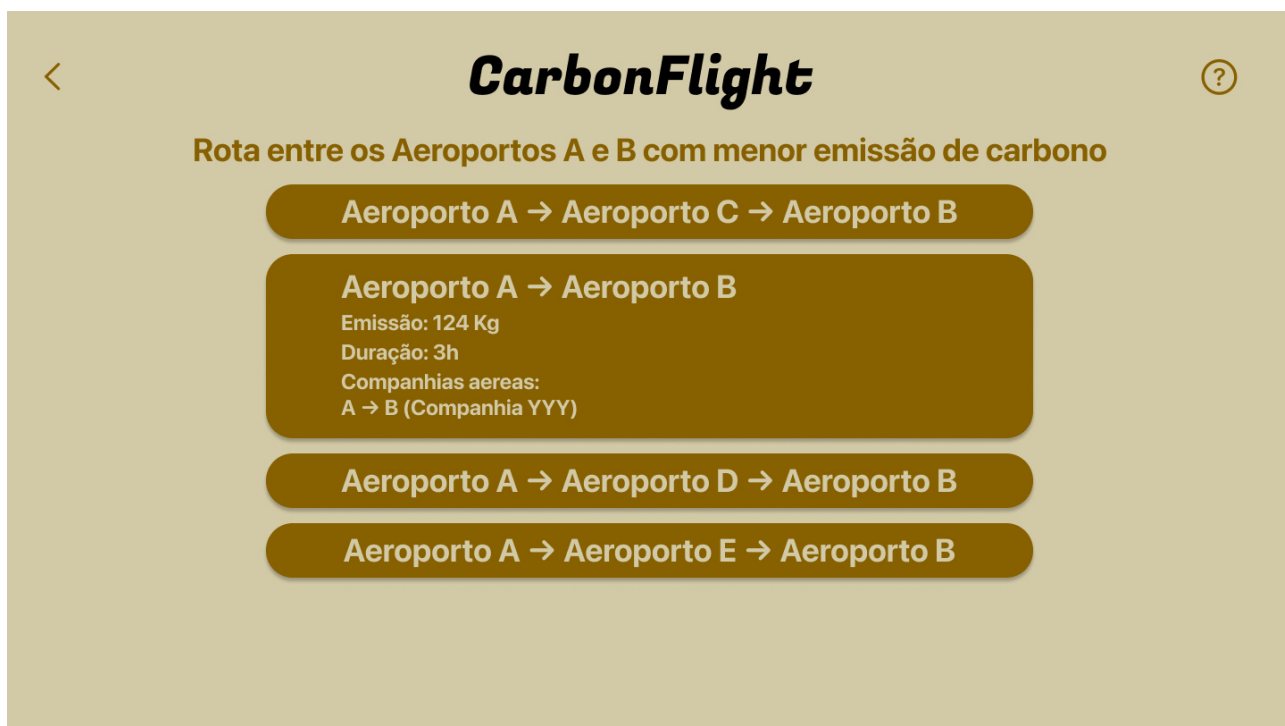 CarbonFlight
?
Rota entre os Aeroportos A e B com menor emissão de carbono
Aeroporto A → Aeroporto C → Aeroporto B
Aeroporto A → Aeroporto B
Emissão: 124 Kg
Duração: 3h
Companhias aereas:
A → B (Companhia YYY)
Aeroporto A → Aeroporto D → Aeroporto B
Aeroporto A → Aeroporto E → Aeroporto B